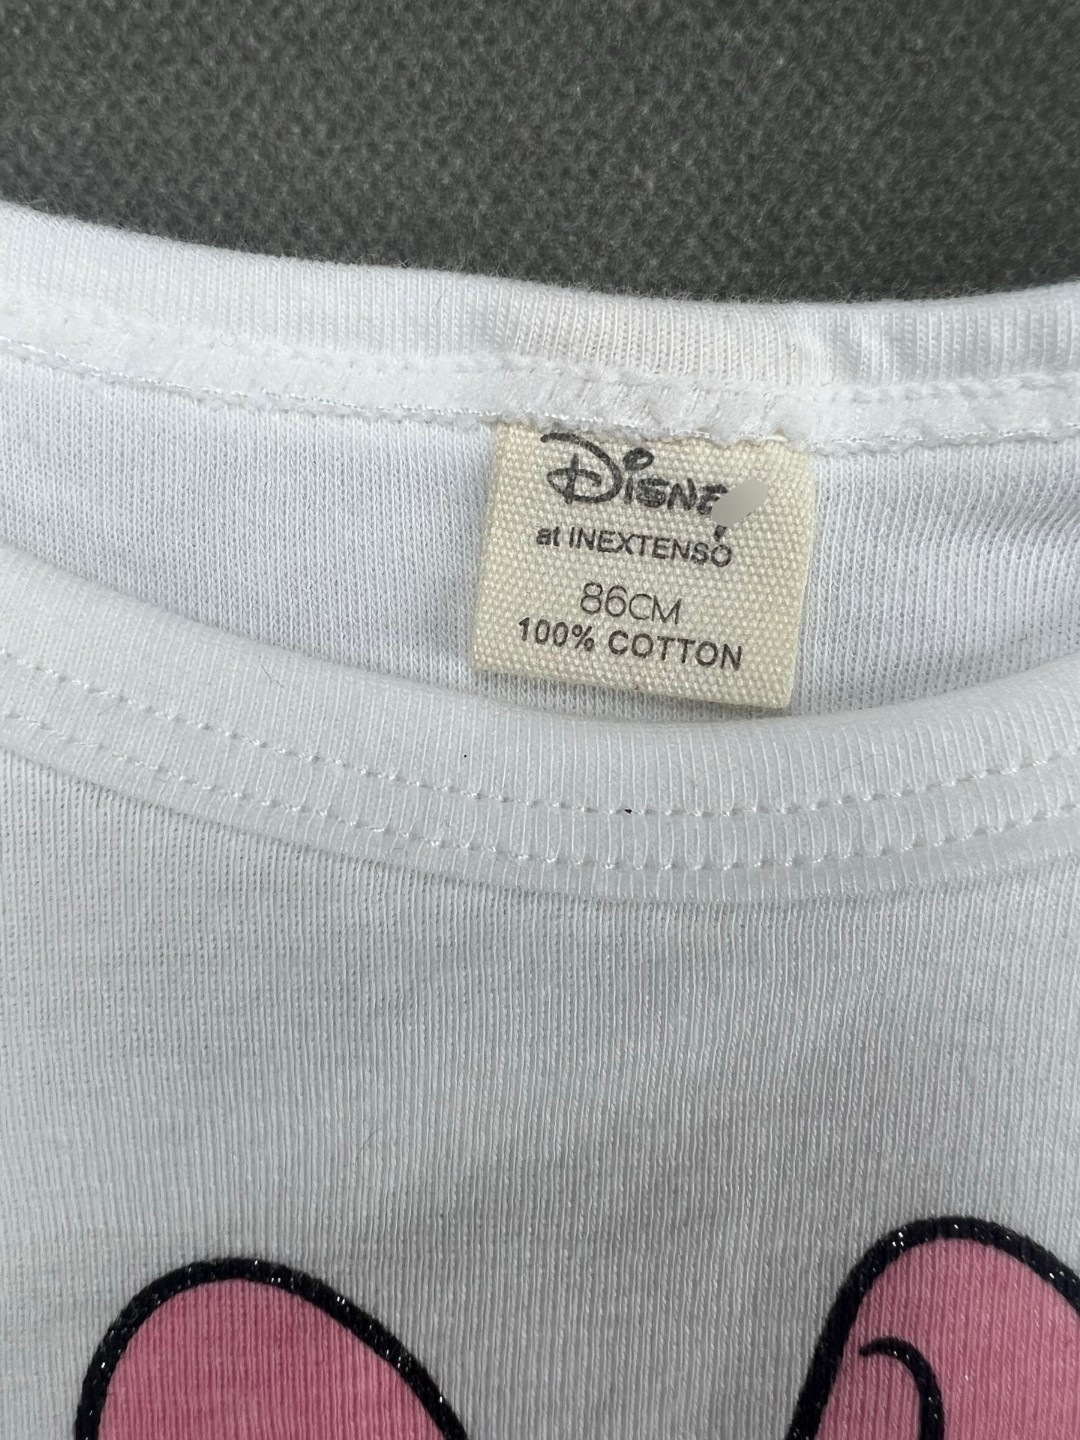 Disney
at INEXTENSO
86CM
100% COTTON